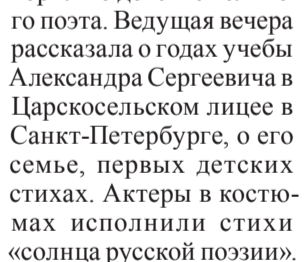 го поэта. Ведущая вечера
рассказала о годах учебы
Александра Сергеевича в
Царскосельском лицее в
Санкт-Петербурге, о его
семье, первых детских
стихах. Актеры в костю-
мах исполнили стихи
«солнца русской поэзии».